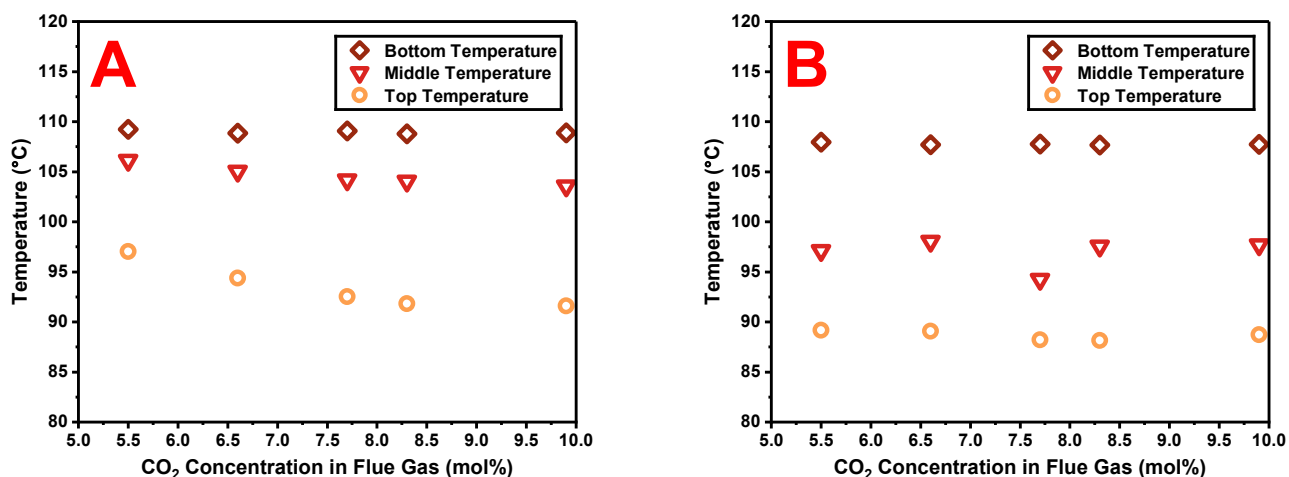 A
120
115
110
105
100
95
90
85
80
Temperature (°C)
Bottom Temperature
Middle Temperature
Top Temperature
5.0 5.5 6.0 6.5 7.0 7.5 8.0 8.5 9.0 9.5 10.0
CO₂ Concentration in Flue Gas (mol%)
B
120
115
110
105
100
95
90
85
80
Temperature (°C)
Bottom Temperature
Middle Temperature
Top Temperature
5.0 5.5 6.0 6.5 7.0 7.5 8.0 8.5 9.0 9.5 10.0
CO₂ Concentration in Flue Gas (mol%)